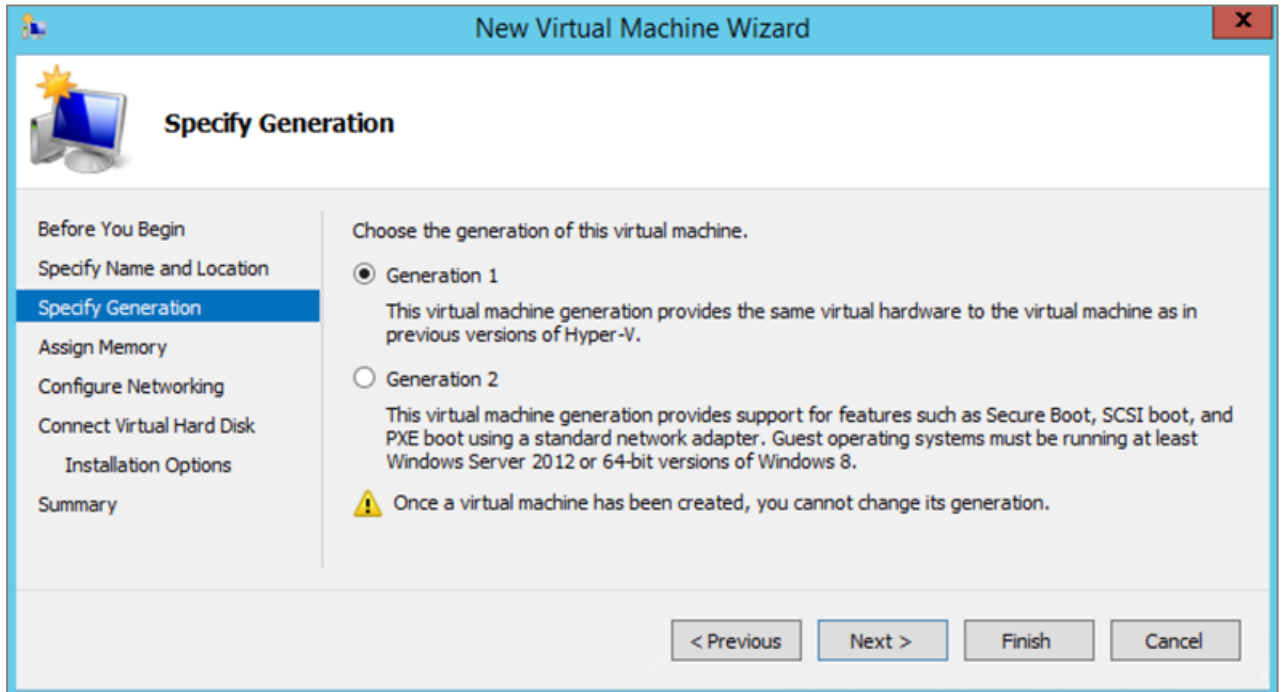 New Virtual Machine Wizard
X
Specify Generation
Before You Begin
Specify Name and Location
Specify Generation
Assign Memory
Configure Networking
Connect Virtual Hard Disk
Installation Options
Summary
Choose the generation of this virtual machine.
Generation 1
This virtual machine generation provides the same virtual hardware to the virtual machine as in
previous versions of Hyper-V.
Generation 2
This virtual machine generation provides support for features such as Secure Boot, SCSI boot, and
PXE boot using a standard network adapter. Guest operating systems must be running at least
Windows Server 2012 or 64-bit versions of Windows 8.
Once a virtual machine has been created, you cannot change its generation.
< Previous
Next >
Finish
Cancel